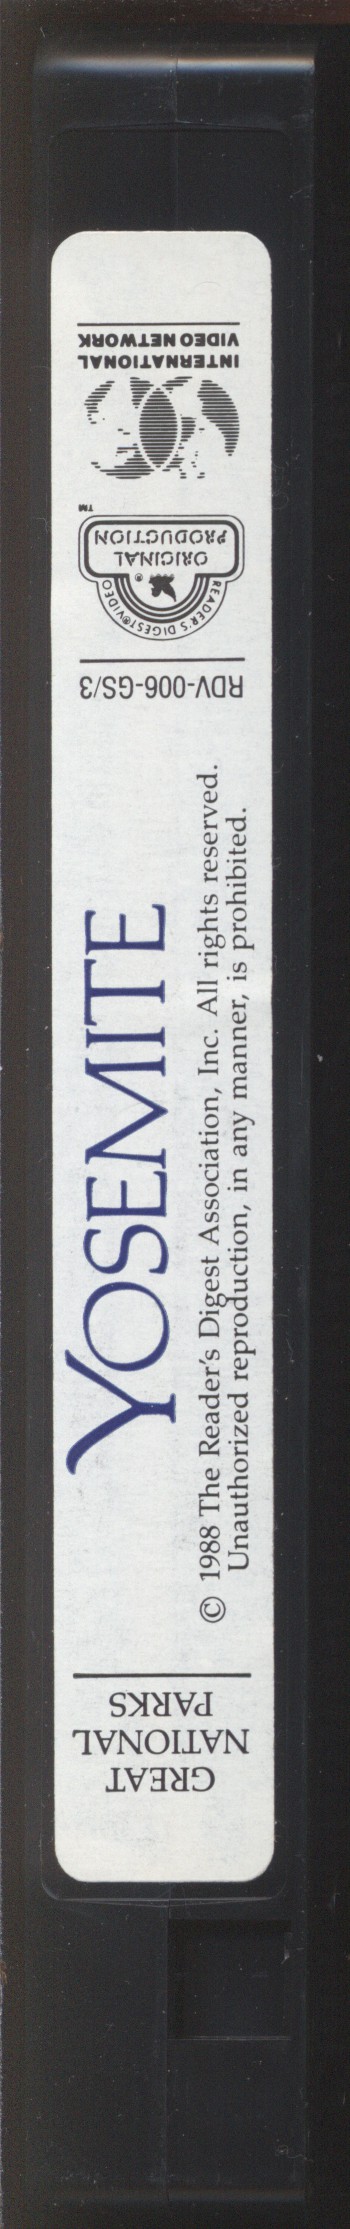 GREAT
NATIONAL
PARKS
YOSEMITE
© 1988 The Reader's Digest Association, Inc. All rights reserved.
Unauthorized reproduction, in any manner, is prohibited.
RDV-006-GS/3
READER'S DIGEST® VIDEO
®
ORIGINAL
PRODUCTION
™
INTERNATIONAL
VIDEO NETWORK